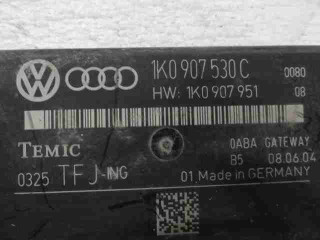 1K0 907 530 C 0080
HW: 1K0 907 951 08
TEMIC 0ABA GATEWAY
B5 08.06.04
0325 TFJ-ING 01 Made in GERMANY